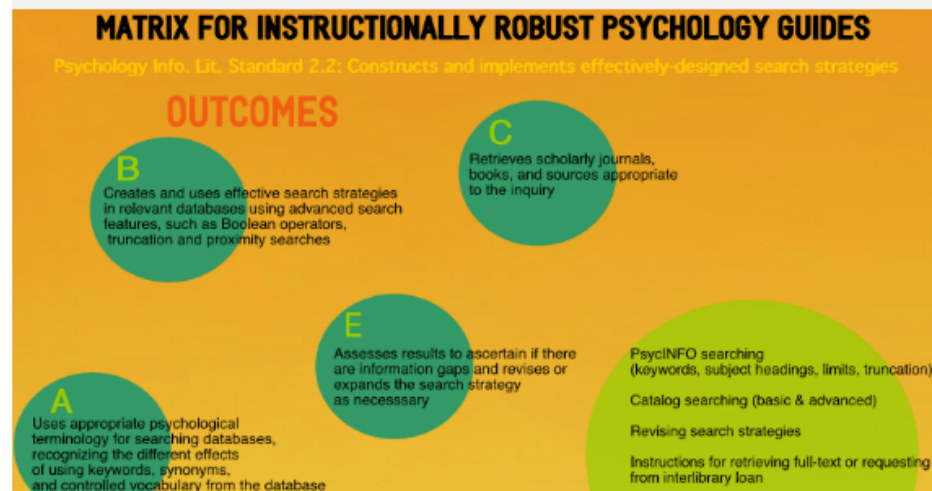 MATRIX FOR INSTRUCTIONALLY ROBUST PSYCHOLOGY GUIDES
Psychology Info. Lit. Standard 2.2: Constructs and implements effectively-designed search strategies
OUTCOMES
B
Creates and uses effective search strategies
in relevant databases using advanced search
features, such as Boolean operators,
truncation and proximity searches
C
Retrieves scholarly journals,
books, and sources appropriate
to the inquiry
E
Assesses results to ascertain if there
are information gaps and revises or
expands the search strategy
as necesssary
A
Uses appropriate psychological
terminology for searching databases,
recognizing the different effects
of using keywords, synonyms,
and controlled vocabulary from the database
PsycINFO searching
(keywords, subject headings, limits, truncation)
Catalog searching (basic & advanced)
Revising search strategies
Instructions for retrieving full-text or requesting
from interlibrary loan